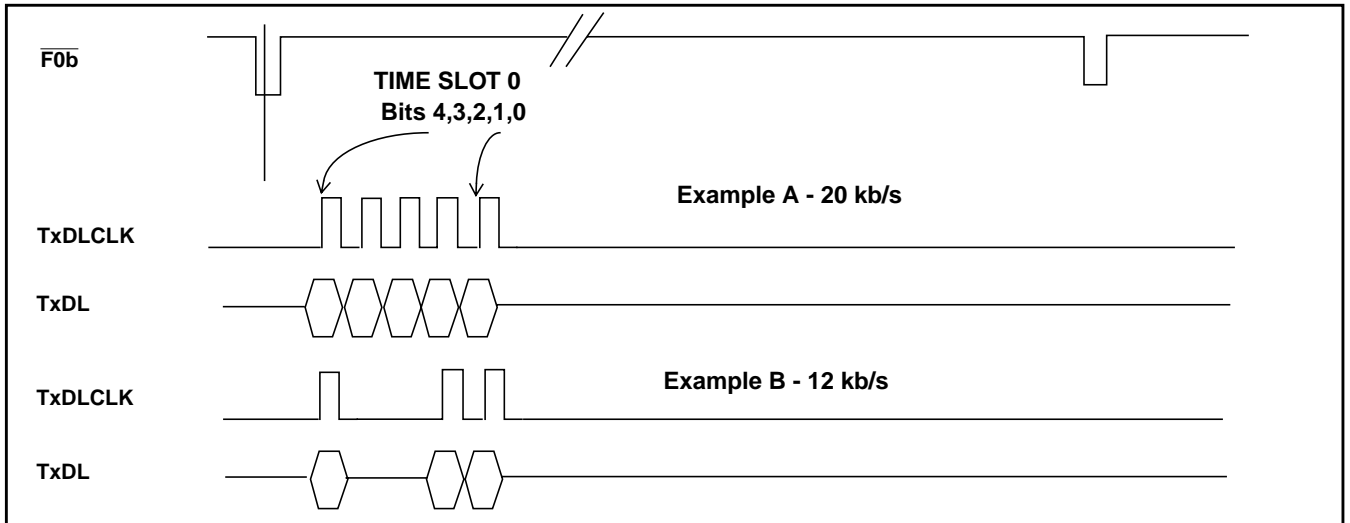 F0b
TIME SLOT 0
Bits 4,3,2,1,0
Example A - 20 kb/s
TxDLCLK
TxDL
Example B - 12 kb/s
TxDLCLK
TxDL